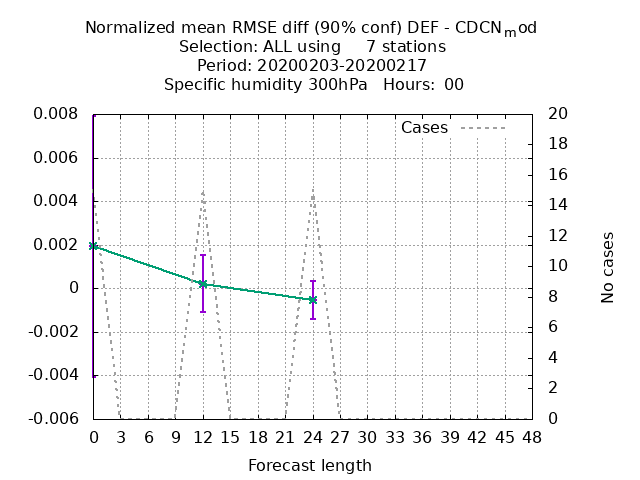 Normalized mean RMSE diff (90% conf) DEF - CDCNmod
Selection: ALL using 7 stations
Period: 20200203-20200217
Specific humidity 300hPa Hours: 00
Cases
0.008
0.006
0.004
0.002
0
-0.002
-0.004
-0.006
20
18
16
14
12
10
8
6
4
2
0
No cases
0 3 6 9 12 15 18 21 24 27 30 33 36 39 42 45 48
Forecast length